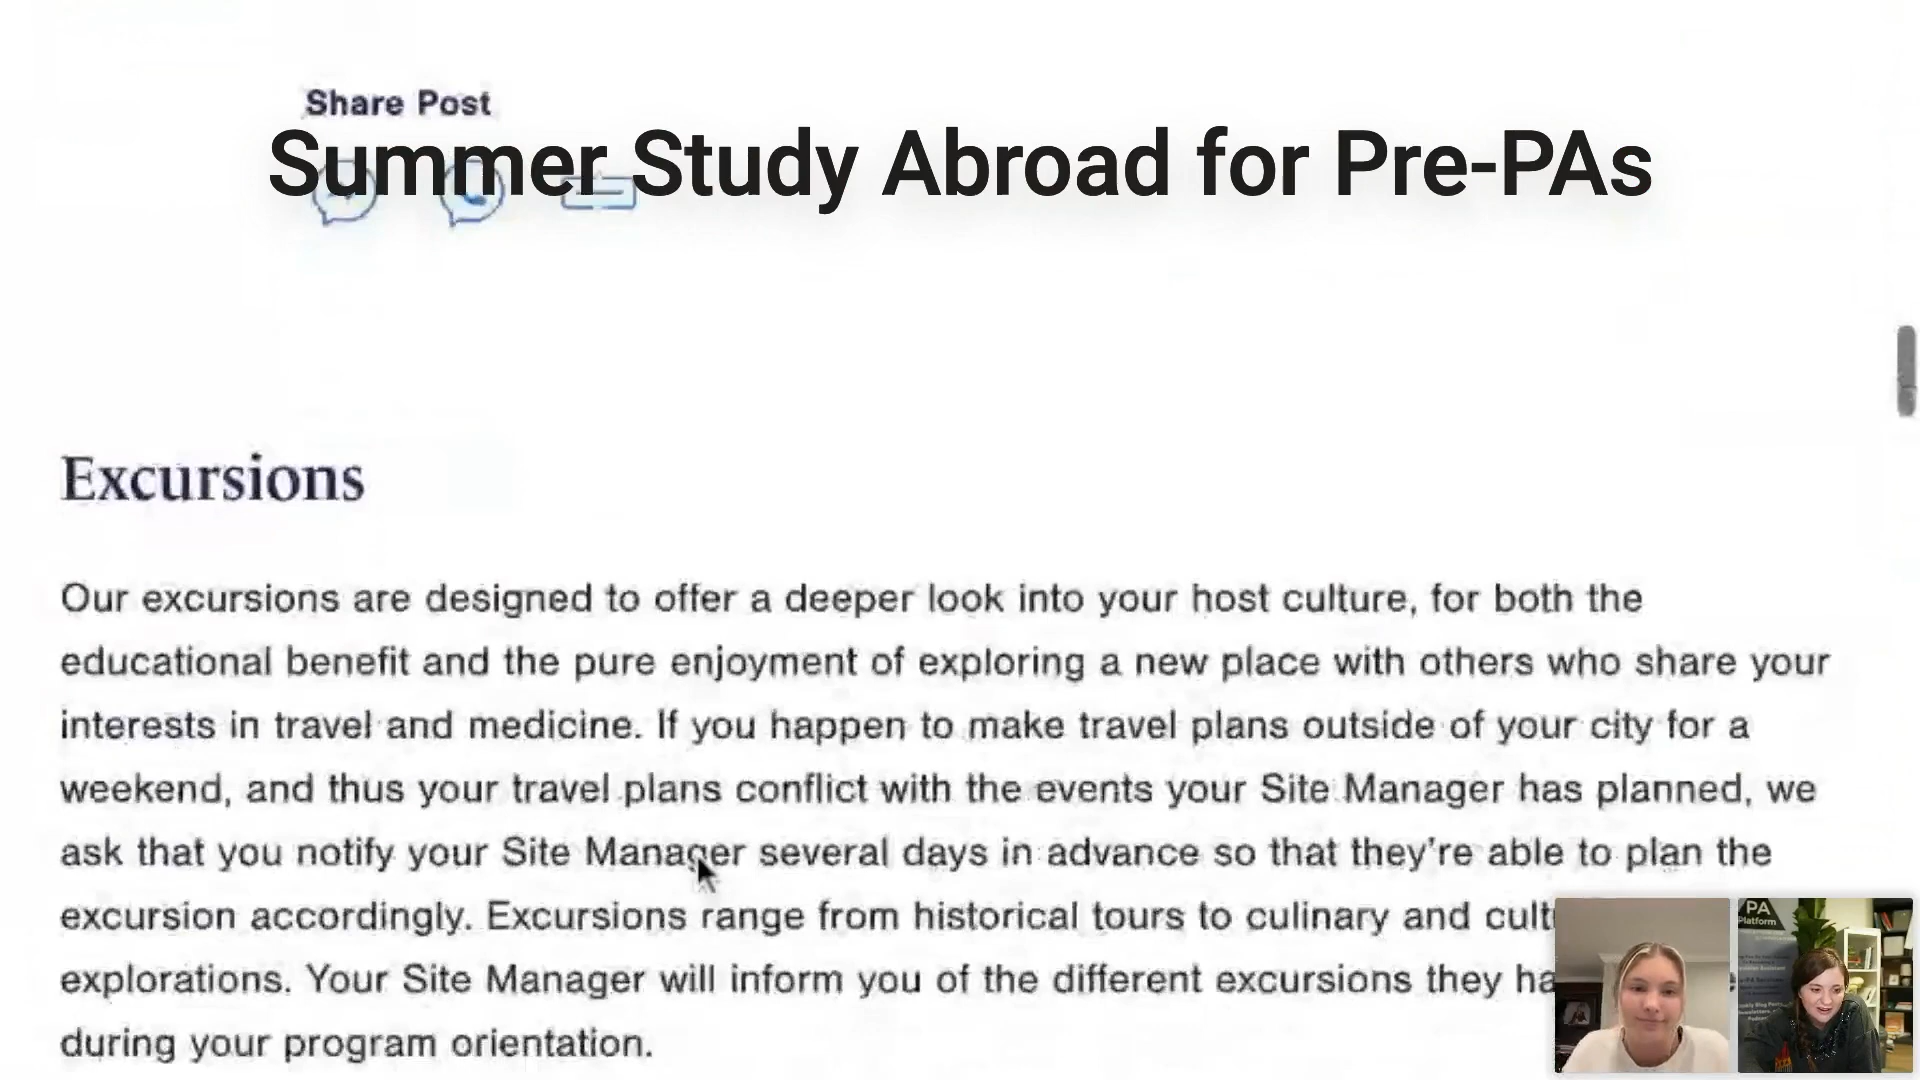 Share Post
Summer Study Abroad for Pre-PAs
Excursions
Our excursions are designed to offer a deeper look into your host culture, for both the
educational benefit and the pure enjoyment of exploring a new place with others who share your
interests in travel and medicine. If you happen to make travel plans outside of your city for a
weekend, and thus your travel plans conflict with the events your Site Manager has planned, we
ask that you notify your Site Manager several days in advance so that they're able to plan the
excursion accordingly. Excursions range from historical tours to culinary and
explorations. Your Site Manager will inform you of the different excursions they
during your program orientation.
PA
Platform